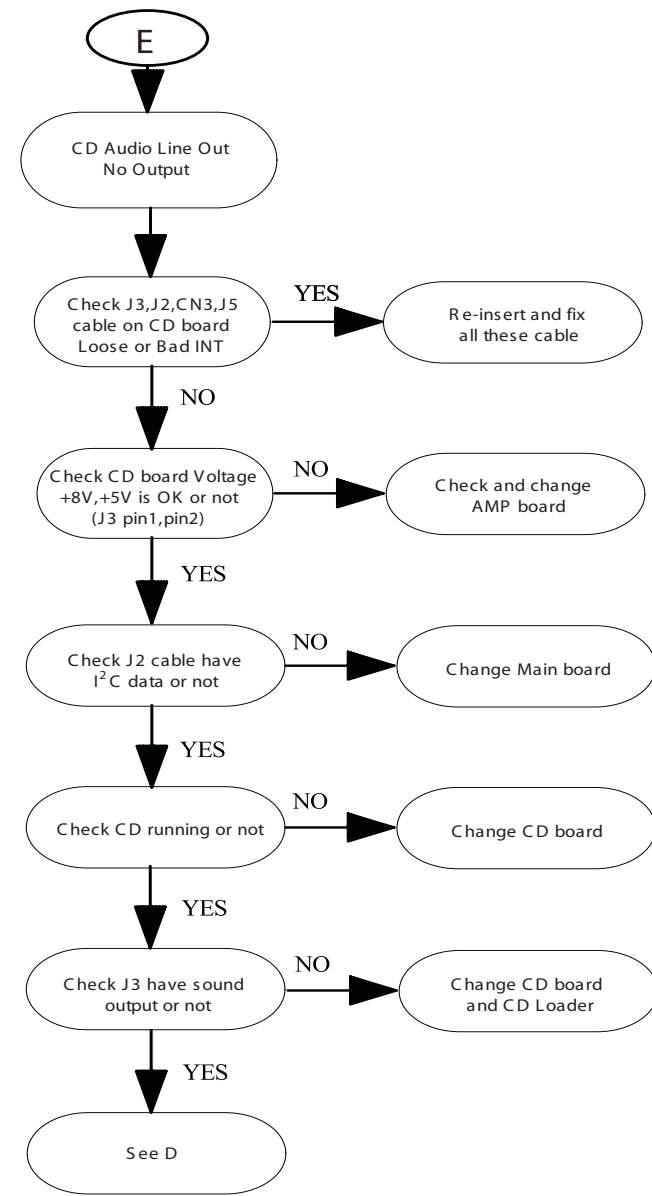 E
CD Audio Line Out
No Output
Check J3,J2,CN3,J5
cable on CD board
Loose or Bad INT
YES
Re-insert and fix
all these cable
NO
Check CD board Voltage
+8V,+5V is OK or not
(J3 pin1,pin2)
NO
Check and change
AMP board
YES
Check J2 cable have
I²C data or not
NO
Change Main board
YES
Check CD running or not
NO
Change CD board
YES
Check J3 have sound
output or not
NO
Change CD board
and CD Loader
YES
See D